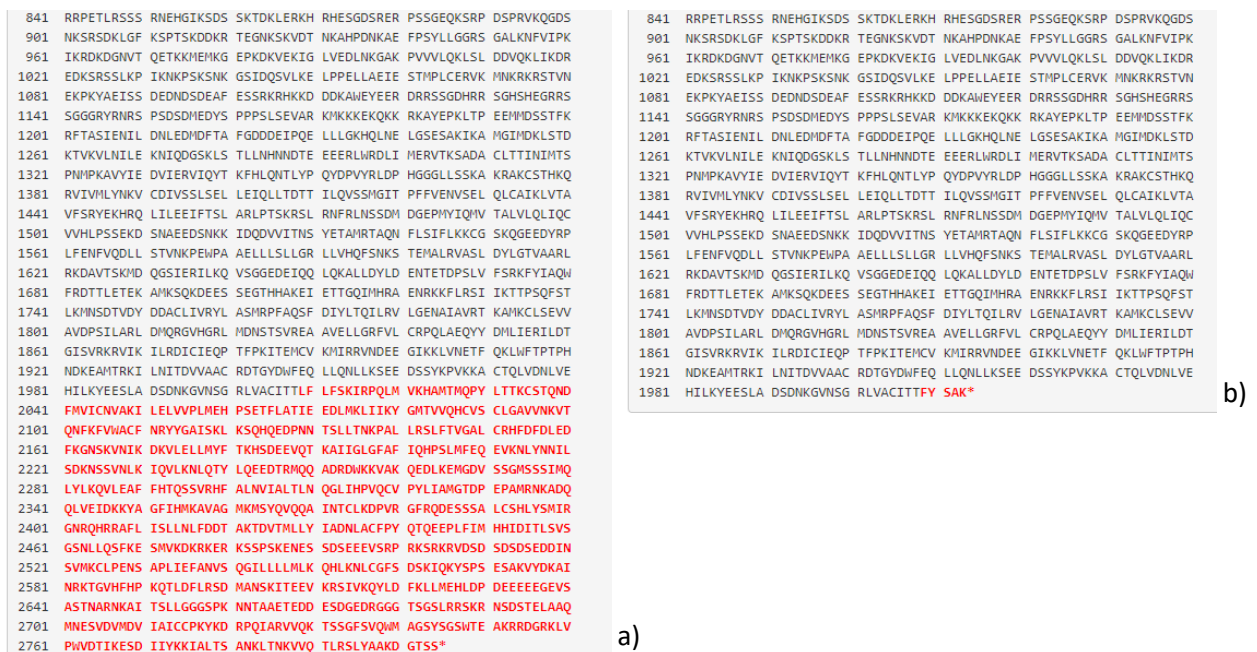 841 RRPETLRSSS RNEHGIKSDS SKTDKLERKH RHESGDSRER PSSGEQKSRP DSPRVKQGDS
901 NKSRSDKLGF KSPTSKDDKR TEGNKSKVDT NKAHPDNKAE FPSYLLGGRS GALKNFVIPK
961 IKRDKDGNVT QETKKMEMKG EPKDKVEKIG LVEDLNKGAK PVVVLQKLSL DDVQKLIKDR
1021 EDKSRSSLKP IKNKPSKSNK GSIDQSVLKE LPPELLAEIE STMPLCERVK MNKRKRSTVN
1081 EKPKYAEISS DEDNDSDEAF ESSRKRHKKD DDKAWEYEER DRRSSGDHRR SGHSHEGRRS
1141 SGGGRYRNRS PSDSDMEDYS PPPSLSEVAR KMKKKEKQKK RKAYEPKLTP EEMMDSSTFK
1201 RFTASIENIL DNLEDMDFTA FGDDDEIPQE LLLGKHQLNE LGSESAKIKA MGIMDKLSTD
1261 KTVKVLNILE KNIQDGSKLS TLLNHNNDTE EEERLWRDLI MERVTKSADA CLTTINIMTS
1321 PNMPKAVYIE DVIERVIQYT KFHLQNTLYP QYDPVYRLDP HGGGLLSSKA KRAKCSTHKQ
1381 RVIVMLYNKV CDIVSSLSEL LEIQLLTDTT ILQVSSMGIT PFFVENVSEL QLCAIKLVTA
1441 VFSRYEKHRQ LILEEIFTSL ARLPTSKRSL RNFRLNSSDM DGEPMYIQMV TALVLQLIQC
1501 VVHLPSSEKD SNAEEDSNKK IDQDVVITNS YETAMRTAQN FLSIFLKKCG SKQGEEDYRP
1561 LFENFVQDLL STVNKPEWPA AELLLSLLGR LLVHQFSNKS TEMALRVASL DYLGTVAARL
1621 RKDAVTSKMD QGSIERILKQ VSGGEDEIQQ LQKALLDYLD ENTETDPSLV FSRKFYIAQW
1681 FRDTTLETEK AMKSQKDEES SEGTHHAKEI ETTGQIMHRA ENRKKFLRSI IKTTPSQFST
1741 LKMNSDTVDY DDACLIVRYL ASMRPFAQSF DIYLTQILRV LGENAIAVRT KAMKCLSEVV
1801 AVDPSILARL DMQRGVHGRL MDNSTSVREA AVELLGRFVL CRPQLAEQYY DMLIERILDT
1861 GISVRKRVIK ILRDICIEQP TFPKITEMCV KMIRRVNDEE GIKKLVNETF QKLWFTPTPH
1921 NDKEAMTRKI LNITDVVAAC RDTGYDWFEQ LLQNLLKSEE DSSYKPVKKA CTQLVDNLVE
1981 HILKYEESLA DSDNKGVNSG RLVACITTLF LFSKIRPQLM VKHAMTMQPY LTTKCSTQND
2041 FMVICNVAKI LELVVPLMEH PSETFLATIE EDLMKLIIKY GMTVVQHCVS CLGAVVNKVT
2101 QNFKFVWACF NRYYGAISKL KSQHQEDPNN TSLLTNKPAL LRSLFTVGAL CRHFDFDLED
2161 FKGNSKVNIK DKVLELLMYF TKHSDEEVQT KAIIGLGFAF IQHPSLMFEQ EVKNLYNNIL
2221 SDKNSSVNLK IQVLKNLQTY LQEEDTRMQQ ADRDWKKVAK QEDLKEMGDV SSGMSSSIMQ
2281 LYLKQVLEAF FHTQSSVRHF ALNVIALTLN QGLIHPVQCV PYLIAMGTDP EPAMRNKADQ
2341 QLVEIDKKYA GFIHMKAVAG MKMSYQVQQA INTCLKDPVR GFRQDESSSA LCSHLYSMIR
2401 GNRQHRRAFL ISLLNLFDDT AKTDVTMLLY IADNLACFPY QTQEEPLFIM HHIDITLSVS
2461 GSNLLQSFKE SMVKDKRKER KSSPSKENES SDSEEEVSRP RKSRKRVDSD SDSDSEDDIN
2521 SVMKCLPENS APLIEFANVS QGILLLLMLK QHLKNLCGFS DSKIQKYSPS ESAKVYDKAI
2581 NRKTGVHFHP KQTLDFLRSD MANSKITEEV KRSIVKQYLD FKLLMEHLDP DEEEEEGEVS
2641 ASTNARNKAI TSLLGGGSPK NNTAAETEDD ESDGEDRGGG TSGSLRRSKR NSDSTELAAQ
2701 MNESVDVMDV IAICCPKYKD RPQIARVVQK TSSGFSVQWM AGSYSGSWTE AKRRDGRKLV
2761 PWVDTIKESD IIYKKIALTS ANKLTNKVVQ TLRSLYAAKD GTSS*
a)
841 RRPETLRSSS RNEHGIKSDS SKTDKLERKH RHESGDSRER PSSGEQKSRP DSPRVKQGDS
901 NKSRSDKLGF KSPTSKDDKR TEGNKSKVDT NKAHPDNKAE FPSYLLGGRS GALKNFVIPK
961 IKRDKDGNVT QETKKMEMKG EPKDKVEKIG LVEDLNKGAK PVVVLQKLSL DDVQKLIKDR
1021 EDKSRSSLKP IKNKPSKSNK GSIDQSVLKE LPPELLAEIE STMPLCERVK MNKRKRSTVN
1081 EKPKYAEISS DEDNDSDEAF ESSRKRHKKD DDKAWEYEER DRRSSGDHRR SGHSHEGRRS
1141 SGGGRYRNRS PSDSDMEDYS PPPSLSEVAR KMKKKEKQKK RKAYEPKLTP EEMMDSSTFK
1201 RFTASIENIL DNLEDMDFTA FGDDDEIPQE LLLGKHQLNE LGSESAKIKA MGIMDKLSTD
1261 KTVKVLNILE KNIQDGSKLS TLLNHNNDTE EEERLWRDLI MERVTKSADA CLTTINIMTS
1321 PNMPKAVYIE DVIERVIQYT KFHLQNTLYP QYDPVYRLDP HGGGLLSSKA KRAKCSTHKQ
1381 RVIVMLYNKV CDIVSSLSEL LEIQLLTDTT ILQVSSMGIT PFFVENVSEL QLCAIKLVTA
1441 VFSRYEKHRQ LILEEIFTSL ARLPTSKRSL RNFRLNSSDM DGEPMYIQMV TALVLQLIQC
1501 VVHLPSSEKD SNAEEDSNKK IDQDVVITNS YETAMRTAQN FLSIFLKKCG SKQGEEDYRP
1561 LFENFVQDLL STVNKPEWPA AELLLSLLGR LLVHQFSNKS TEMALRVASL DYLGTVAARL
1621 RKDAVTSKMD QGSIERILKQ VSGGEDEIQQ LQKALLDYLD ENTETDPSLV FSRKFYIAQW
1681 FRDTTLETEK AMKSQKDEES SEGTHHAKEI ETTGQIMHRA ENRKKFLRSI IKTTPSQFST
1741 LKMNSDTVDY DDACLIVRYL ASMRPFAQSF DIYLTQILRV LGENAIAVRT KAMKCLSEVV
1801 AVDPSILARL DMQRGVHGRL MDNSTSVREA AVELLGRFVL CRPQLAEQYY DMLIERILDT
1861 GISVRKRVIK ILRDICIEQP TFPKITEMCV KMIRRVNDEE GIKKLVNETF QKLWFTPTPH
1921 NDKEAMTRKI LNITDVVAAC RDTGYDWFEQ LLQNLLKSEE DSSYKPVKKA CTQLVDNLVE
1981 HILKYEESLA DSDNKGVNSG RLVACITTFY SAK*
b)